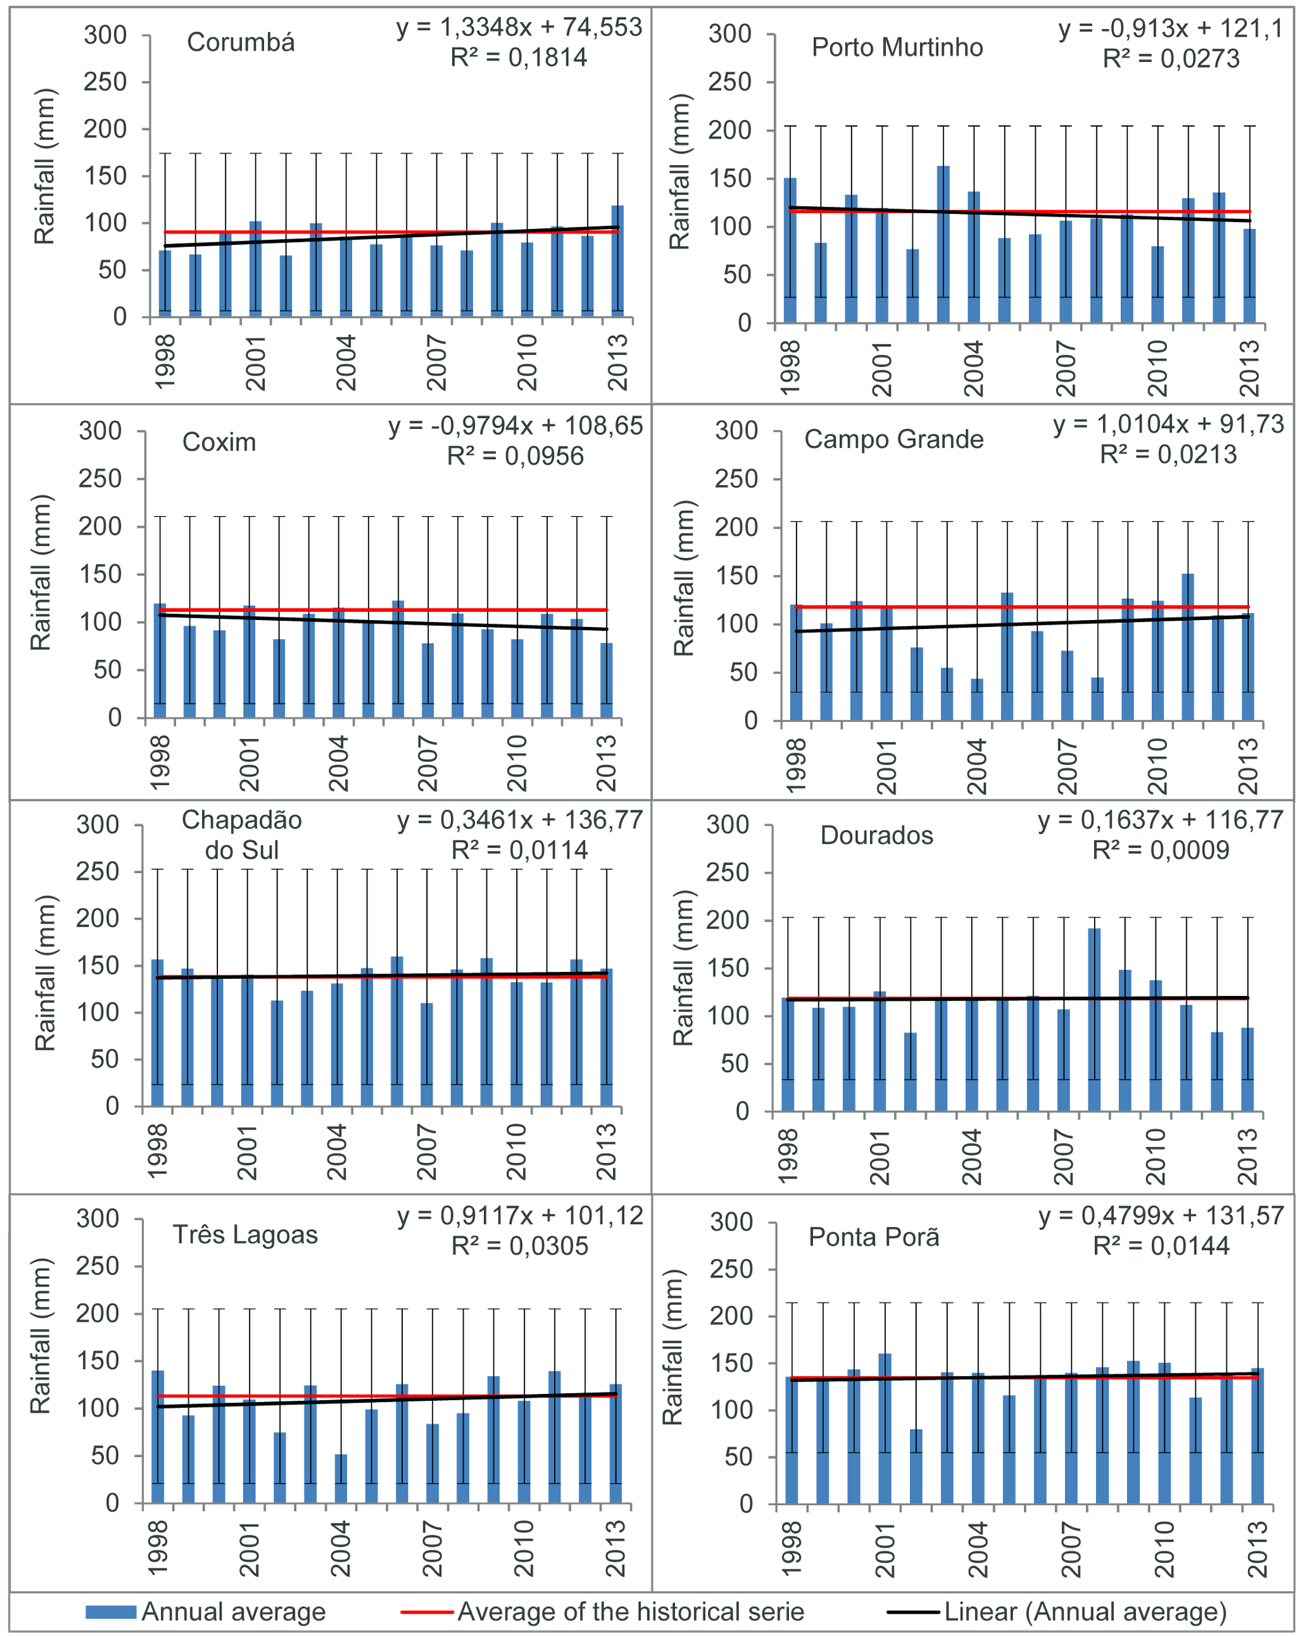 Corumbá
y = 1,3348x + 74,553
R² = 0,1814
Rainfall (mm)
300
250
200
150
100
50
0
1998
2001
2004
2007
2010
2013
Porto Murtinho
y = -0,913x + 121,1
R² = 0,0273
Rainfall (mm)
300
250
200
150
100
50
0
1998
2001
2004
2007
2010
2013
Coxim
y = -0,9794x + 108,65
R² = 0,0956
Rainfall (mm)
300
250
200
150
100
50
0
1998
2001
2004
2007
2010
2013
Campo Grande
y = 1,0104x + 91,73
R² = 0,0213
Rainfall (mm)
300
250
200
150
100
50
0
1998
2001
2004
2007
2010
2013
Chapadão
do Sul
y = 0,3461x + 136,77
R² = 0,0114
Rainfall (mm)
300
250
200
150
100
50
0
1998
2001
2004
2007
2010
2013
Dourados
y = 0,1637x + 116,77
R² = 0,0009
Rainfall (mm)
300
250
200
150
100
50
0
1998
2001
2004
2007
2010
2013
Três Lagoas
y = 0,9117x + 101,12
R² = 0,0305
Rainfall (mm)
300
250
200
150
100
50
0
1998
2001
2004
2007
2010
2013
Ponta Porã
y = 0,4799x + 131,57
R² = 0,0144
Rainfall (mm)
300
250
200
150
100
50
0
1998
2001
2004
2007
2010
2013
Annual average
Average of the historical serie
Linear (Annual average)